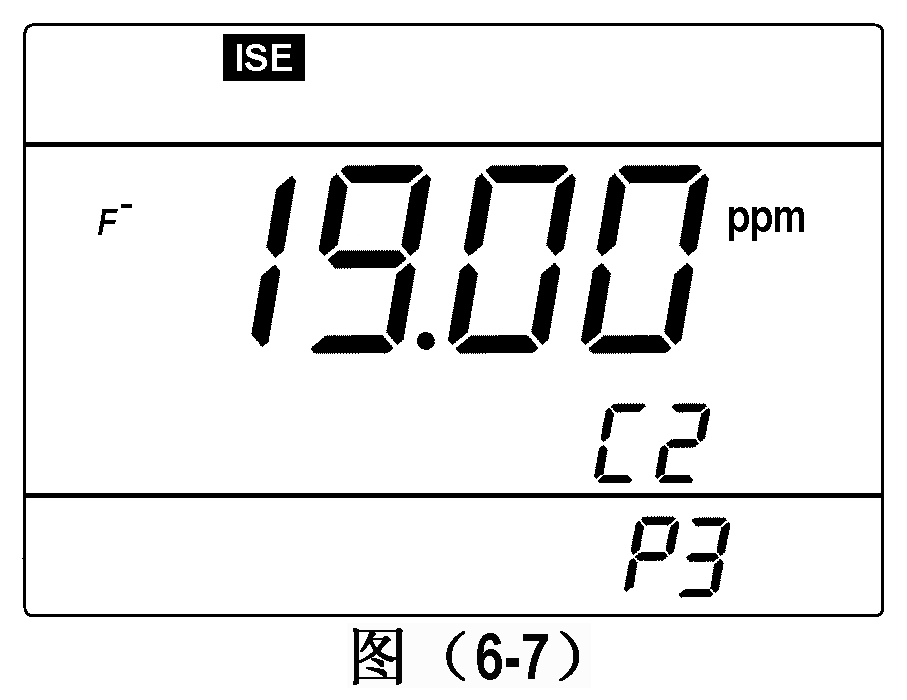 ISE
F⁻ 19.00 ppm
C2
P3
图（6-7）